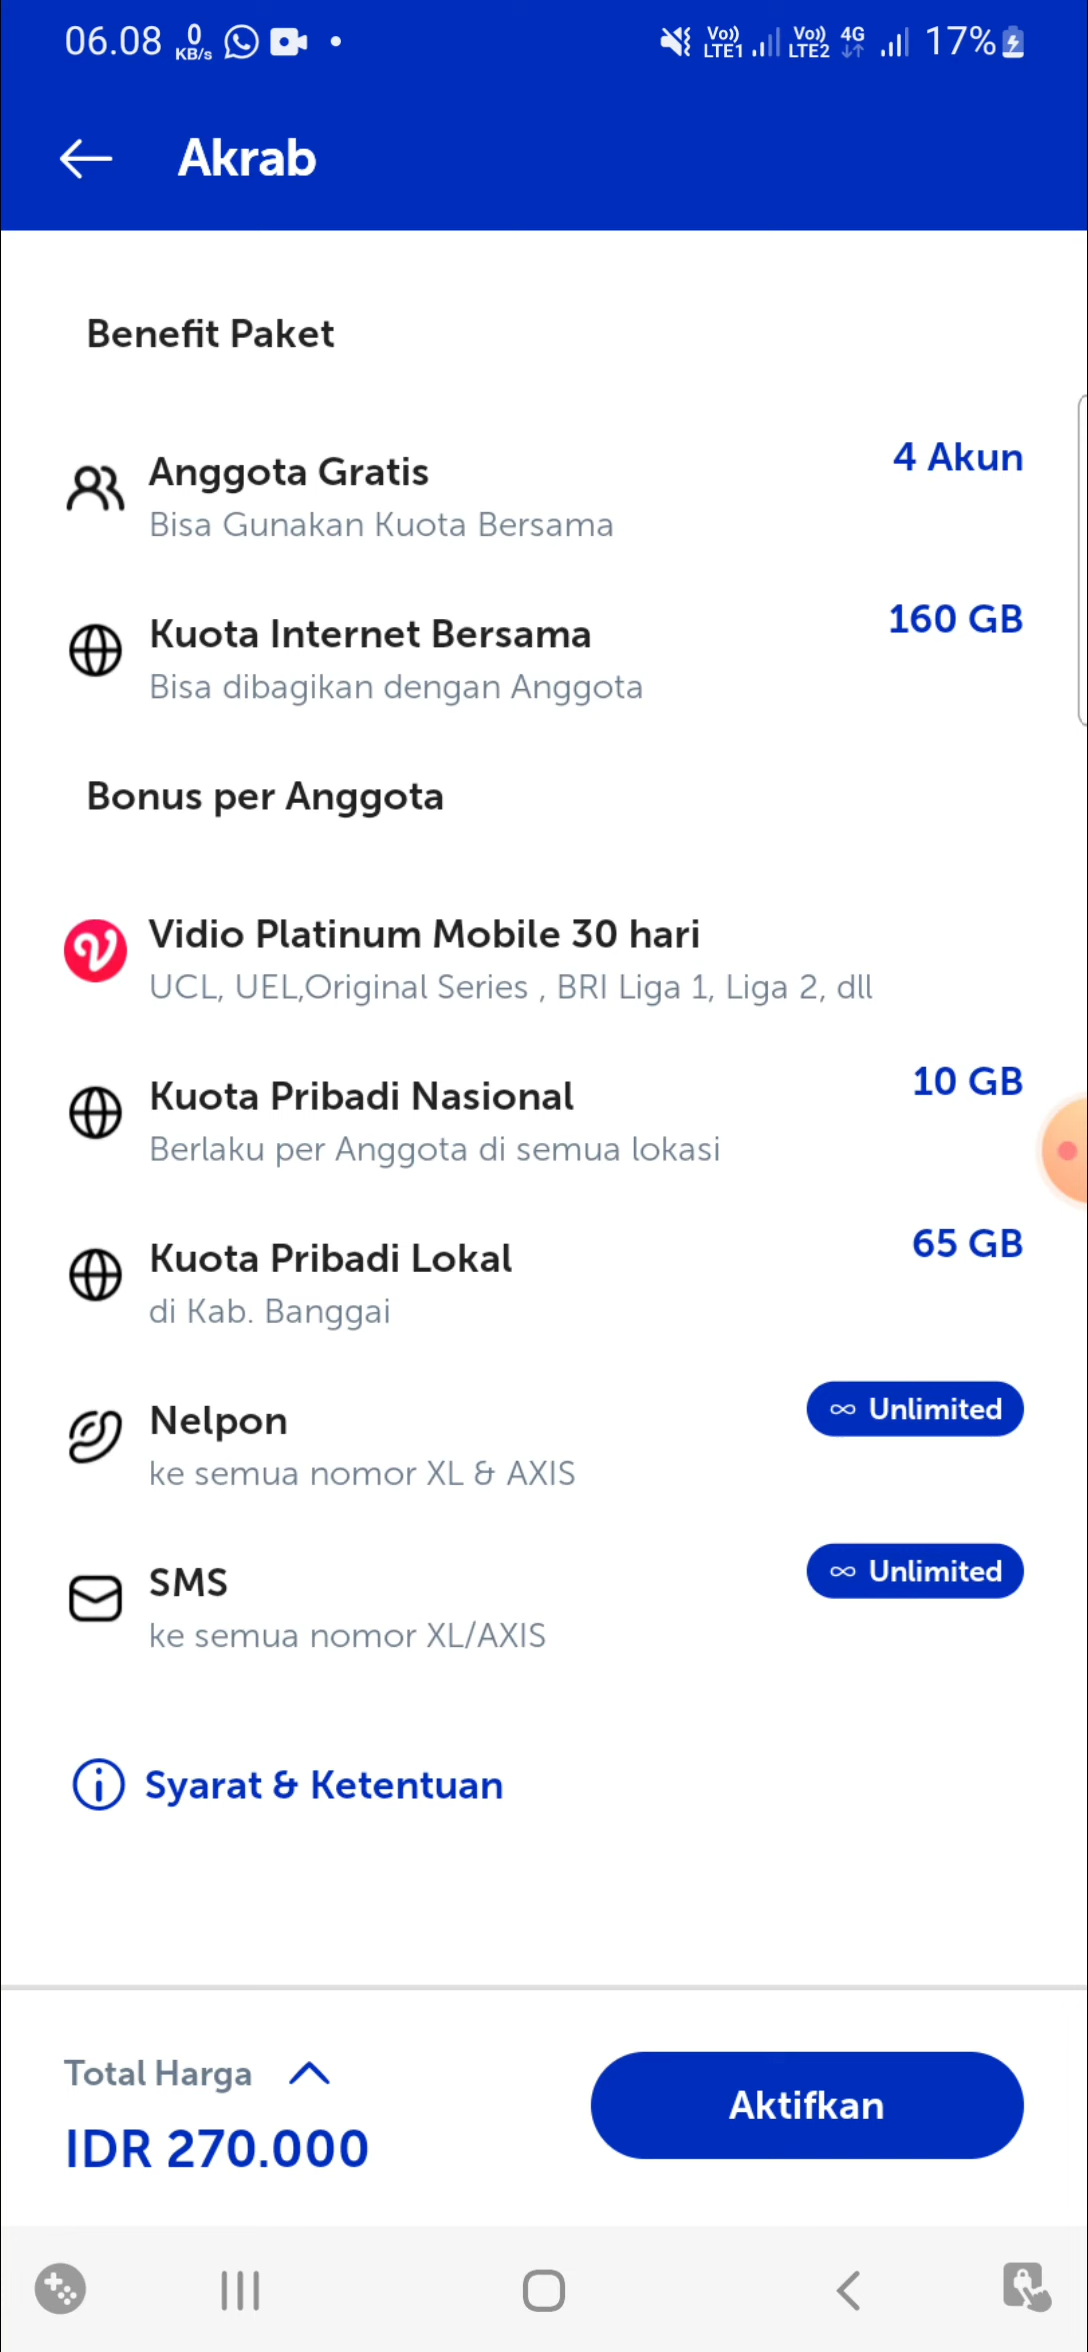 06.08 0 KB/s Vo)) LTE1 Vo)) LTE2 4G 17%
Akrab
Benefit Paket
Anggota Gratis 4 Akun
Bisa Gunakan Kuota Bersama
Kuota Internet Bersama 160 GB
Bisa dibagikan dengan Anggota
Bonus per Anggota
Vidio Platinum Mobile 30 hari
UCL, UEL,Original Series , BRI Liga 1, Liga 2, dll
Kuota Pribadi Nasional 10 GB
Berlaku per Anggota di semua lokasi
Kuota Pribadi Lokal 65 GB
di Kab. Banggai
Nelpon ∞ Unlimited
ke semua nomor XL & AXIS
SMS ∞ Unlimited
ke semua nomor XL/AXIS
Syarat & Ketentuan
Total Harga
IDR 270.000
Aktifkan